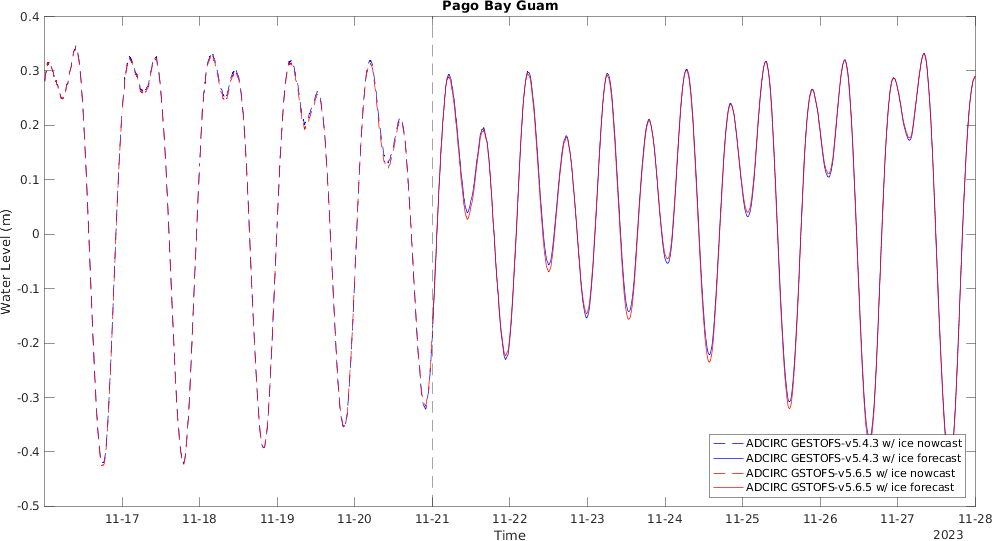 Pago Bay Guam
Water Level (m)
0.4
0.3
0.2
0.1
0
-0.1
-0.2
-0.3
-0.4
-0.5
ADCIRC GESTOFS-v5.4.3 w/ ice nowcast
ADCIRC GESTOFS-v5.4.3 w/ ice forecast
ADCIRC GSTOFS-v5.6.5 w/ ice nowcast
ADCIRC GSTOFS-v5.6.5 w/ ice forecast
11-17 11-18 11-19 11-20 11-21 11-22 11-23 11-24 11-25 11-26 11-27 11-28
Time
2023